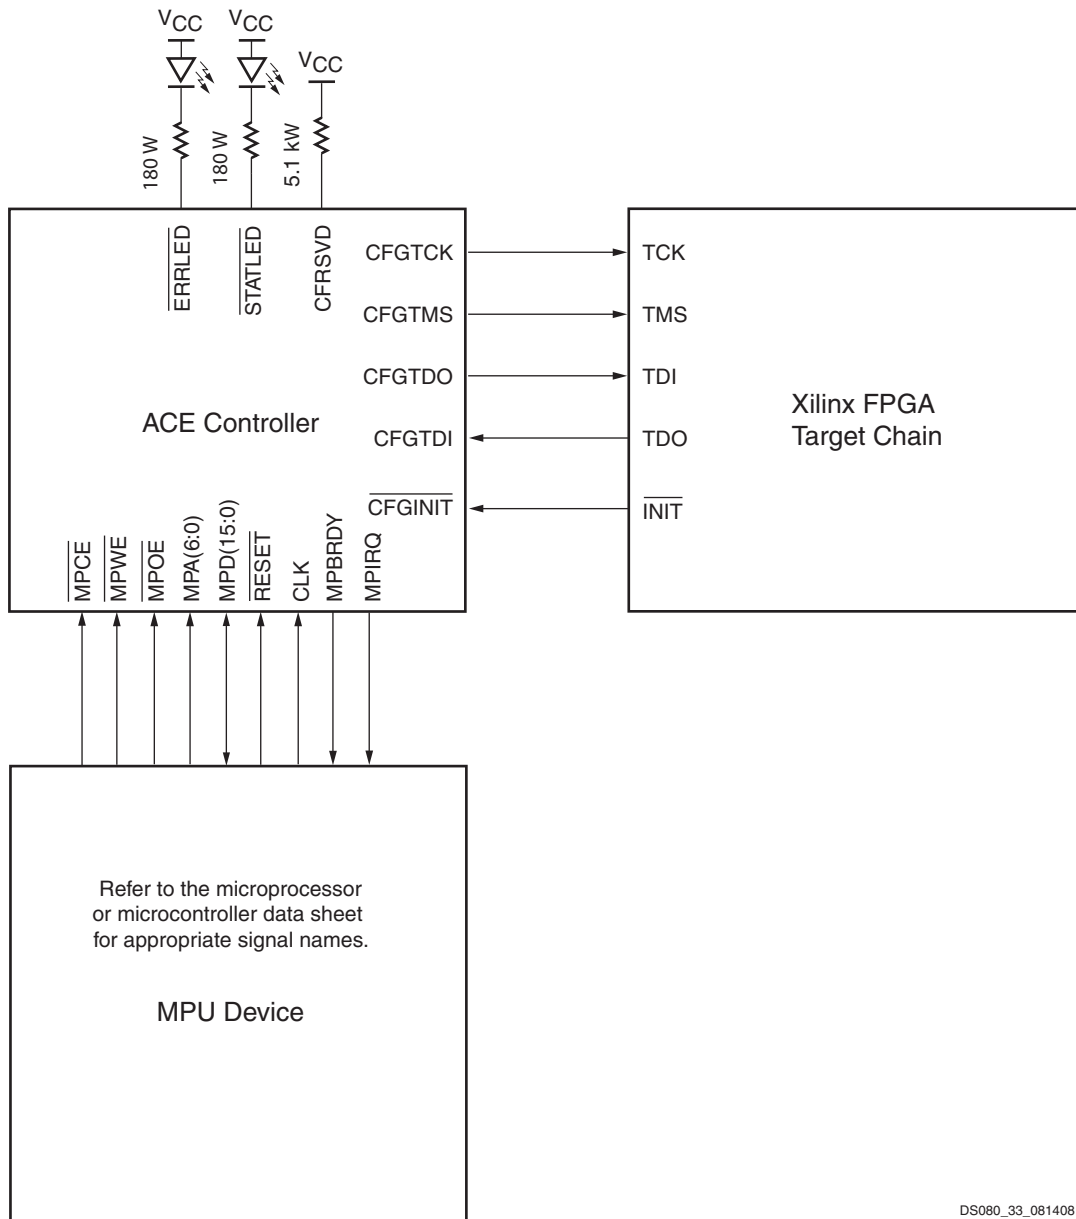 VCC
VCC
VCC
180 W
180 W
5.1 kW
ERRLED
STATLED
CFRSVD
CFGTCK
TCK
CFGTMS
TMS
CFGTDO
TDI
ACE Controller
Xilinx FPGA
Target Chain
CFGTDI
TDO
CFGINIT
INIT
MPCE
MPWE
MPOE
MPA(6:0)
MPD(15:0)
RESET
CLK
MPBRDY
MPIRQ
Refer to the microprocessor
or microcontroller data sheet
for appropriate signal names.
MPU Device
DS080_33_081408